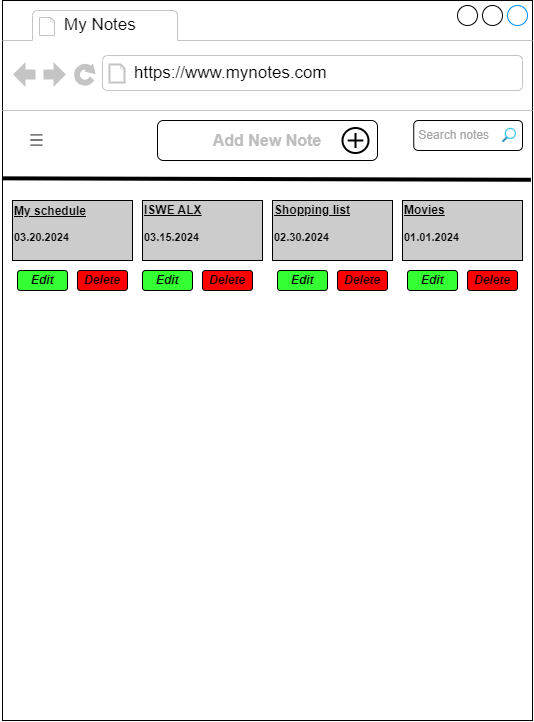 My Notes
https://www.mynotes.com
☰
Add New Note
Search notes
My schedule
03.20.2024
ISWE ALX
03.15.2024
Shopping list
02.30.2024
Movies
01.01.2024
Edit Delete Edit Delete Edit Delete Edit Delete